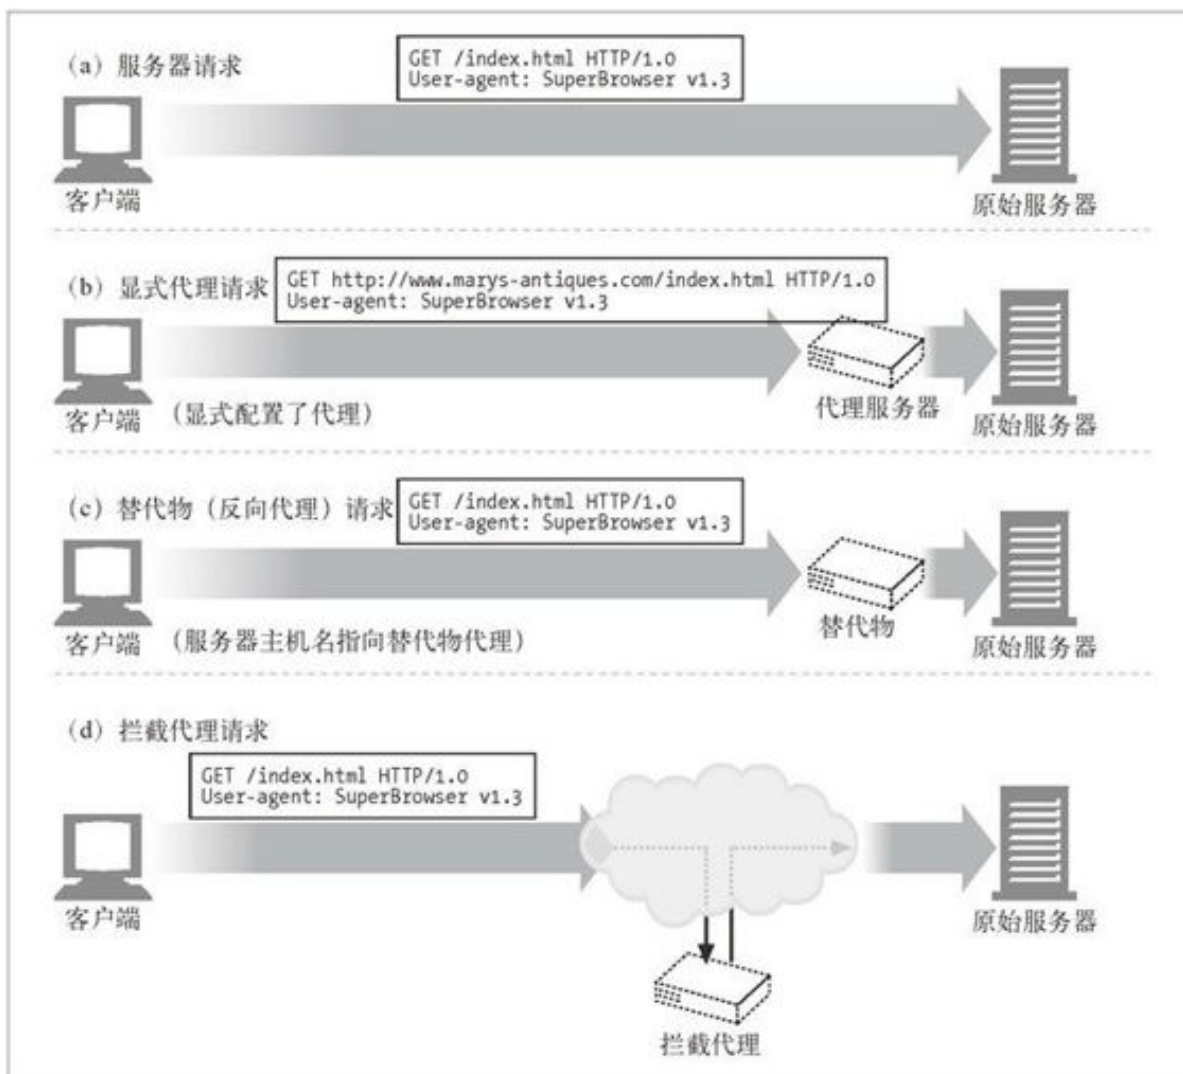 (a) 服务器请求
GET /index.html HTTP/1.0
User-agent: SuperBrowser v1.3
客户端
原始服务器
(b) 显式代理请求
GET http://www.marys-antiques.com/index.html HTTP/1.0
User-agent: SuperBrowser v1.3
客户端
(显式配置了代理)
代理服务器
原始服务器
(c) 替代物（反向代理）请求
GET /index.html HTTP/1.0
User-agent: SuperBrowser v1.3
客户端
(服务器主机名指向替代物代理)
替代物
原始服务器
(d) 拦截代理请求
GET /index.html HTTP/1.0
User-agent: SuperBrowser v1.3
客户端
原始服务器
拦截代理